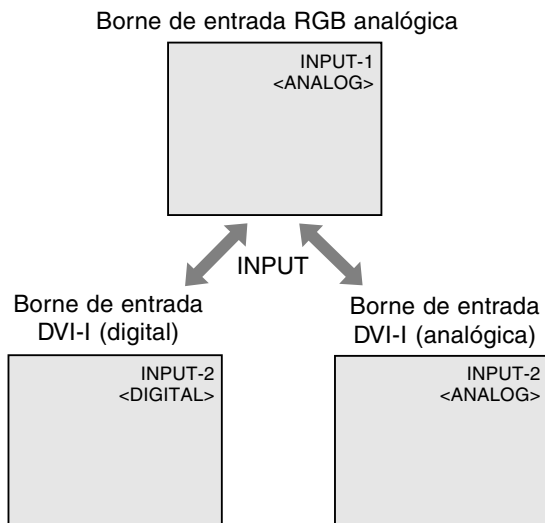 Borne de entrada RGB analógica
INPUT-1
<ANALOG>
INPUT
Borne de entrada
DVI-I (digital)
INPUT-2
<DIGITAL>
Borne de entrada
DVI-I (analógica)
INPUT-2
<ANALOG>